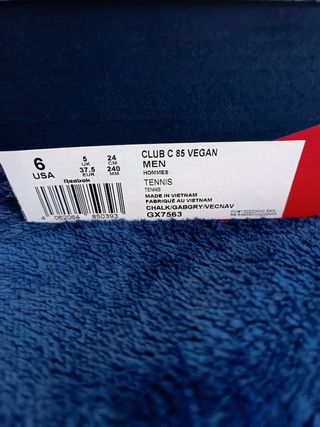 6
USA
5
UK
37.5
EUR
24
CM
240
MM
Reebok
4 062064 850393
CLUB C 85 VEGAN
MEN
HOMMES
TENNIS
TENNIS
MADE IN VIETNAM
FABRIQUÉ AU VIETNAM
CHALK/GABGRY/VECNAV
GX7563